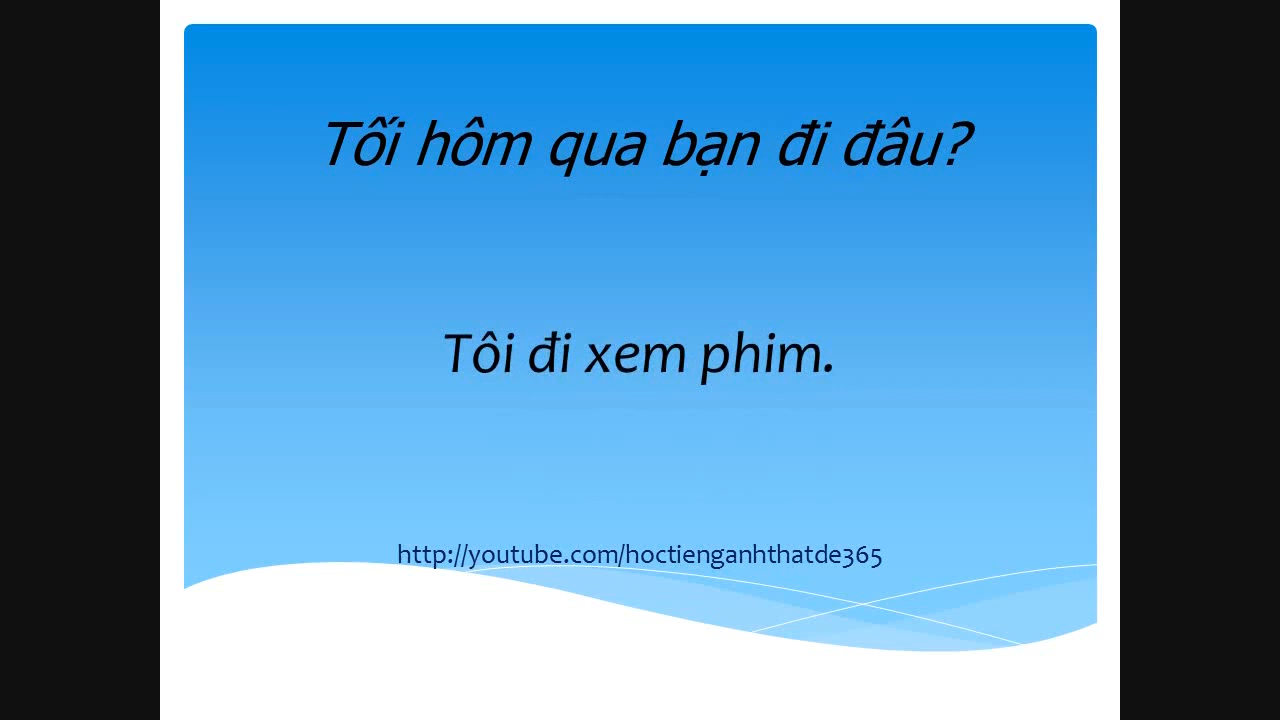 Tối hôm qua bạn đi đâu?
Tôi đi xem phim.
http://youtube.com/hoctienganhthatde365